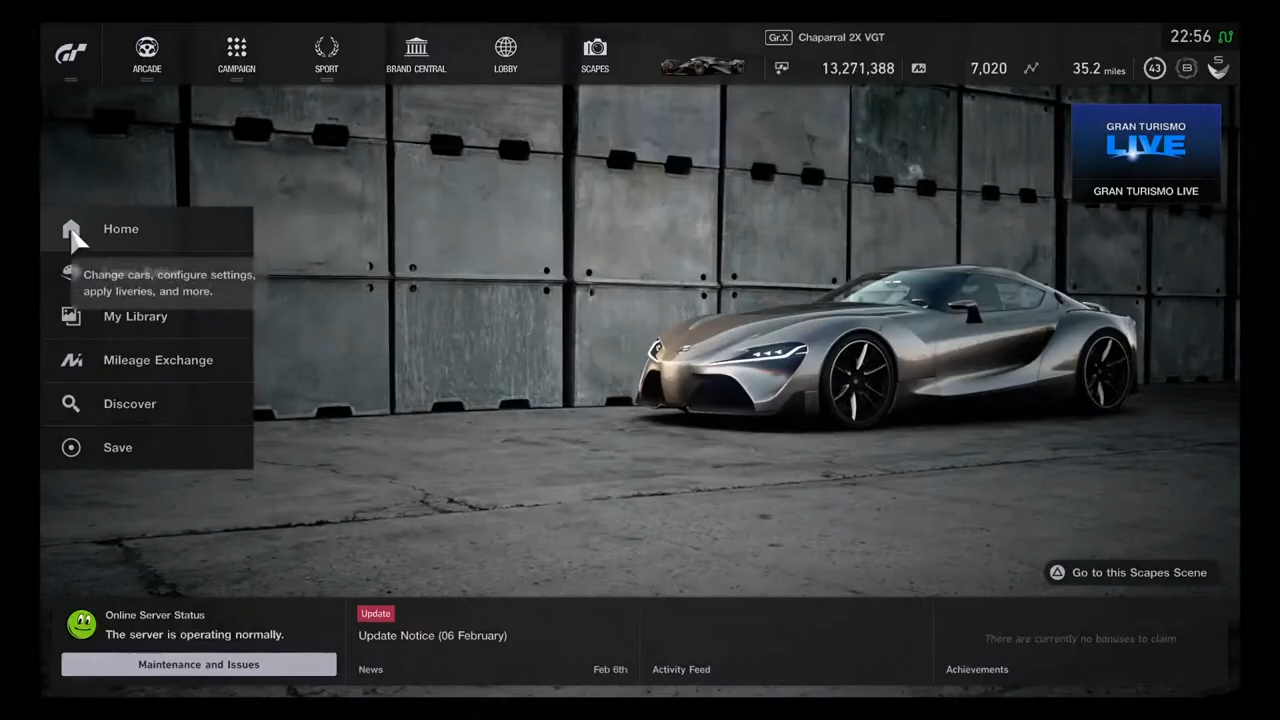 Gr.X Chaparral 2X VGT
22:56
ARCADE
CAMPAIGN
SPORT
BRAND CENTRAL
LOBBY
SCAPES
13,271,388
7,020
35.2 miles
43
B
S
GRAN TURISMO
LIVE
GRAN TURISMO LIVE
Home
Change cars, configure settings,
apply liveries, and more.
My Library
Mileage Exchange
Discover
Save
Go to this Scapes Scene
Online Server Status
The server is operating normally.
Maintenance and Issues
Update
Update Notice (06 February)
News
Feb 6th
Activity Feed
There are currently no bonuses to claim
Achievements